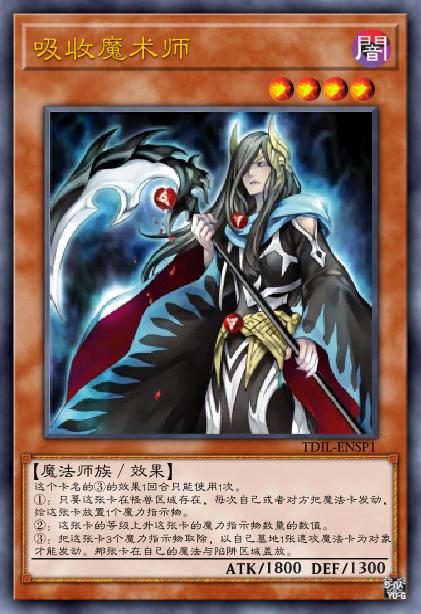 吸收魔术师
闇
TDIL-ENSP1
【魔法师族／效果】
这个卡名的③的效果1回合只能使用1次。
①：只要这张卡在怪兽区域存在，每次自己或者对方把魔法卡发动，
给这张卡放置1个魔力指示物。
②：这张卡的等级上升这张卡的魔力指示物数量的数值。
③：把这张卡3个魔力指示物取除，以自己墓地1张速攻魔法卡为对象
才能发动。那张卡在自己的魔法与陷阱区域盖放。
ATK/1800 DEF/1300